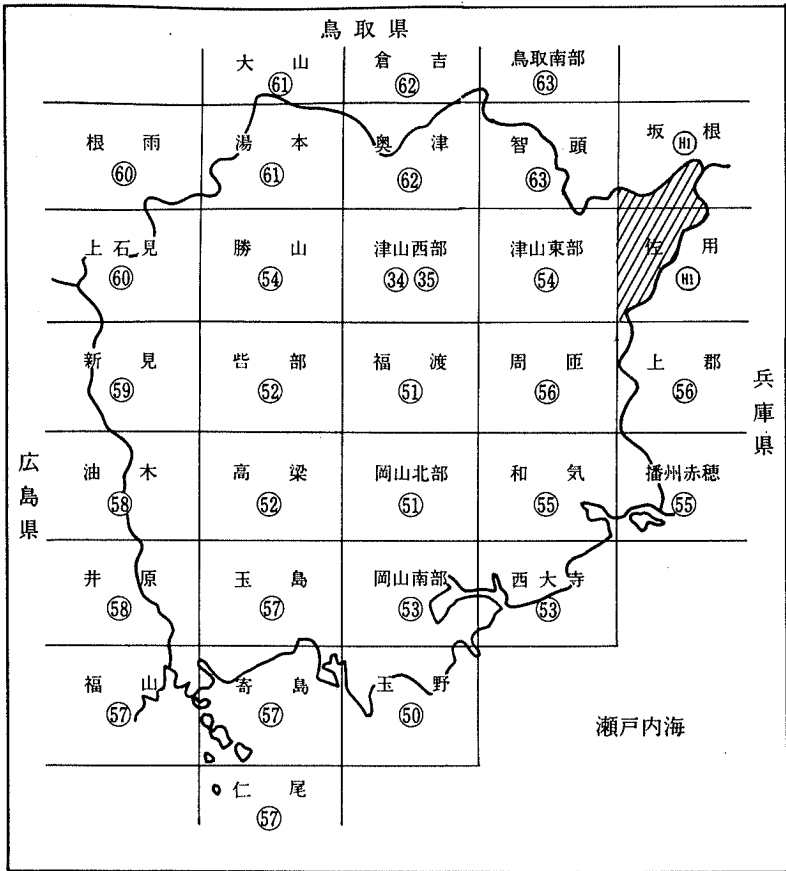 鳥取県
大山 倉吉 鳥取南部
61 62 63
根雨 湯本 奥津 智頭 坂根
60 61 62 63 H1
上石見 勝山 津山西部 津山東部 佐用
60 54 34 35 54 H1
新見 呰部 福渡 周匝 上郡
59 52 51 56 56
兵庫県
広島県
油木 高梁 岡山北部 和気 播州赤穂
58 52 51 55 55
井原 玉島 岡山南部 西大寺
58 57 53 53
福山 寄島 玉野
57 57 50
瀬戸内海
仁尾
57